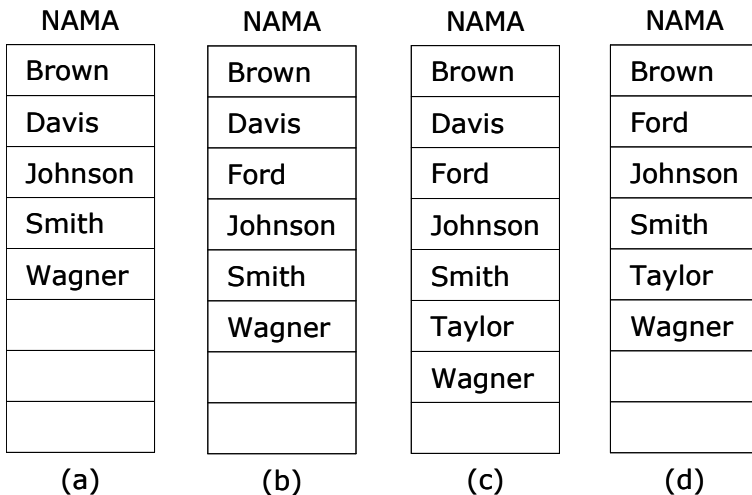 NAMA NAMA NAMA NAMA
Brown Brown Brown Brown
Davis Davis Davis Ford
Johnson Ford Ford Johnson
Smith Johnson Johnson Smith
Wagner Smith Smith Taylor
Wagner Taylor Wagner
Wagner
(a) (b) (c) (d)